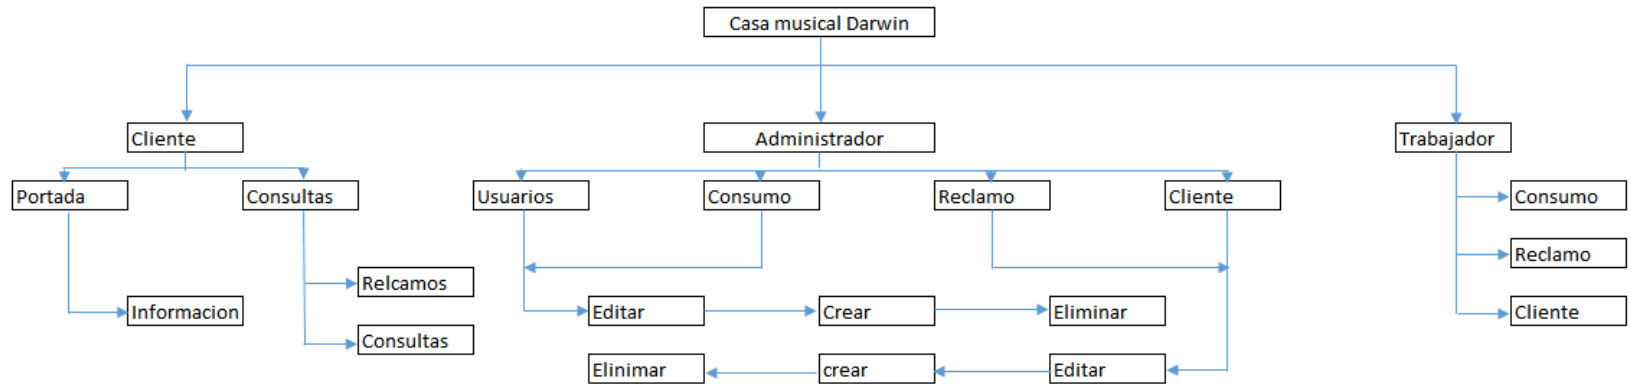 Casa musical Darwin
Cliente
Administrador
Trabajador
Portada
Consultas
Usuarios
Consumo
Reclamo
Cliente
Consumo
Reclamo
Relcamos
Informacion
Editar
Crear
Eliminar
Cliente
Consultas
Elinimar
crear
Editar